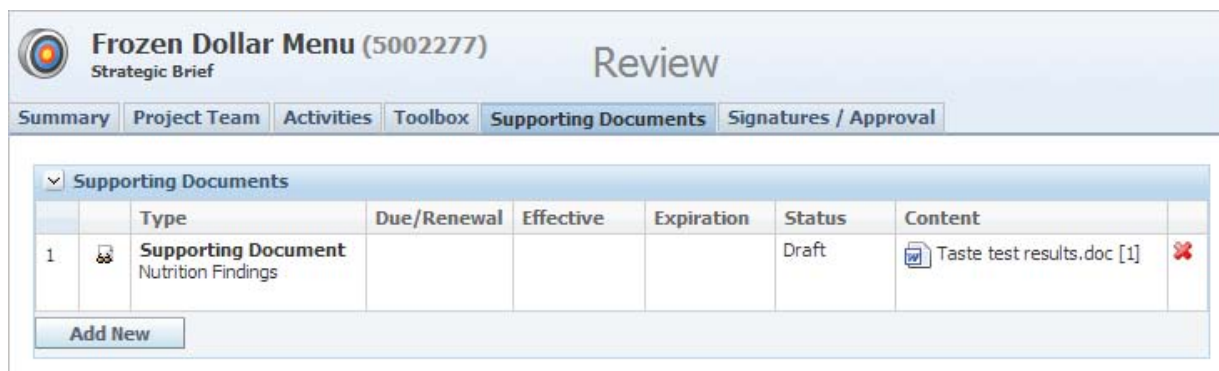 Frozen Dollar Menu (5002277)
Strategic Brief
Review
Summary Project Team Activities Toolbox Supporting Documents Signatures / Approval
Supporting Documents
Type Due/Renewal Effective Expiration Status Content
1 Supporting Document Draft Taste test results.doc [1]
Nutrition Findings
Add New